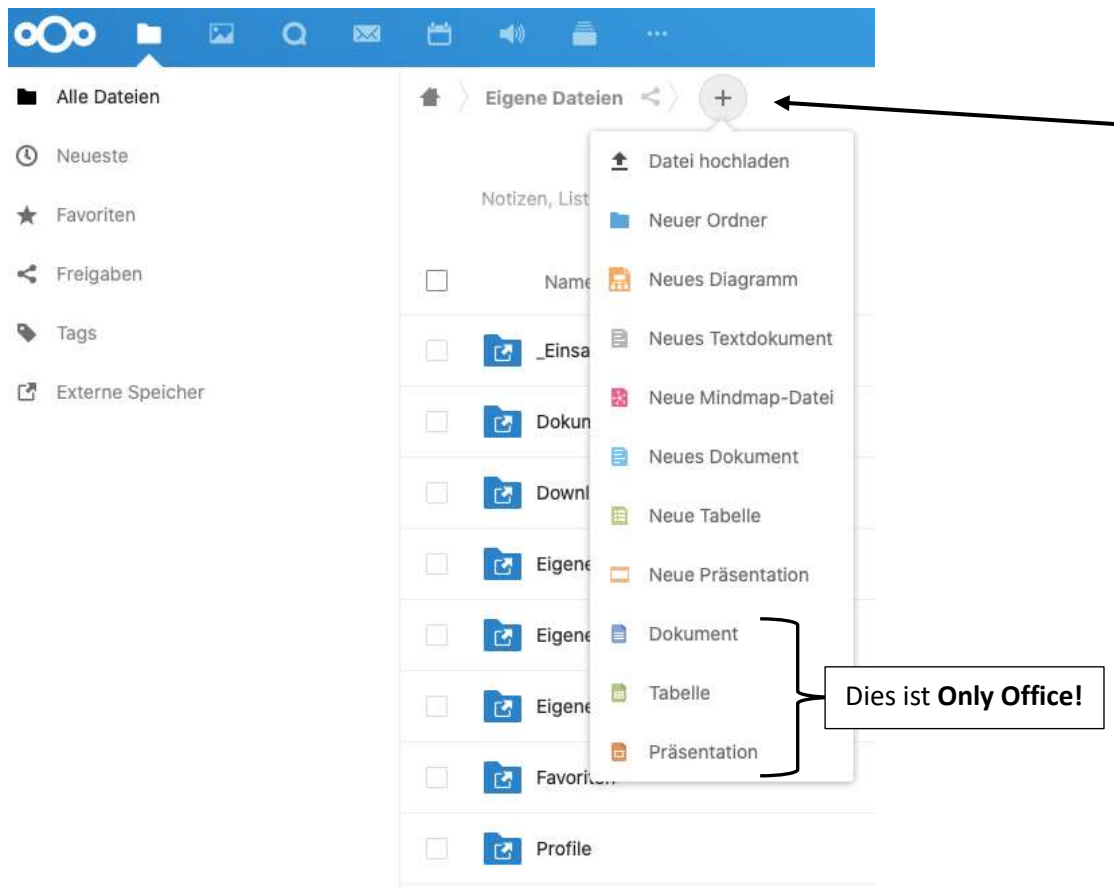 Alle Dateien
Neueste
Favoriten
Freigaben
Tags
Externe Speicher
Eigene Dateien
+
Datei hochladen
Neuer Ordner
Neues Diagramm
Neues Textdokument
Neue Mindmap-Datei
Neues Dokument
Neue Tabelle
Neue Präsentation
Dokument
Tabelle
Präsentation
Notizen, List
Name
_Einsa
Dokun
Downl
Eigene
Eigene
Eigene
Favoriten
Profile
Dies ist Only Office!